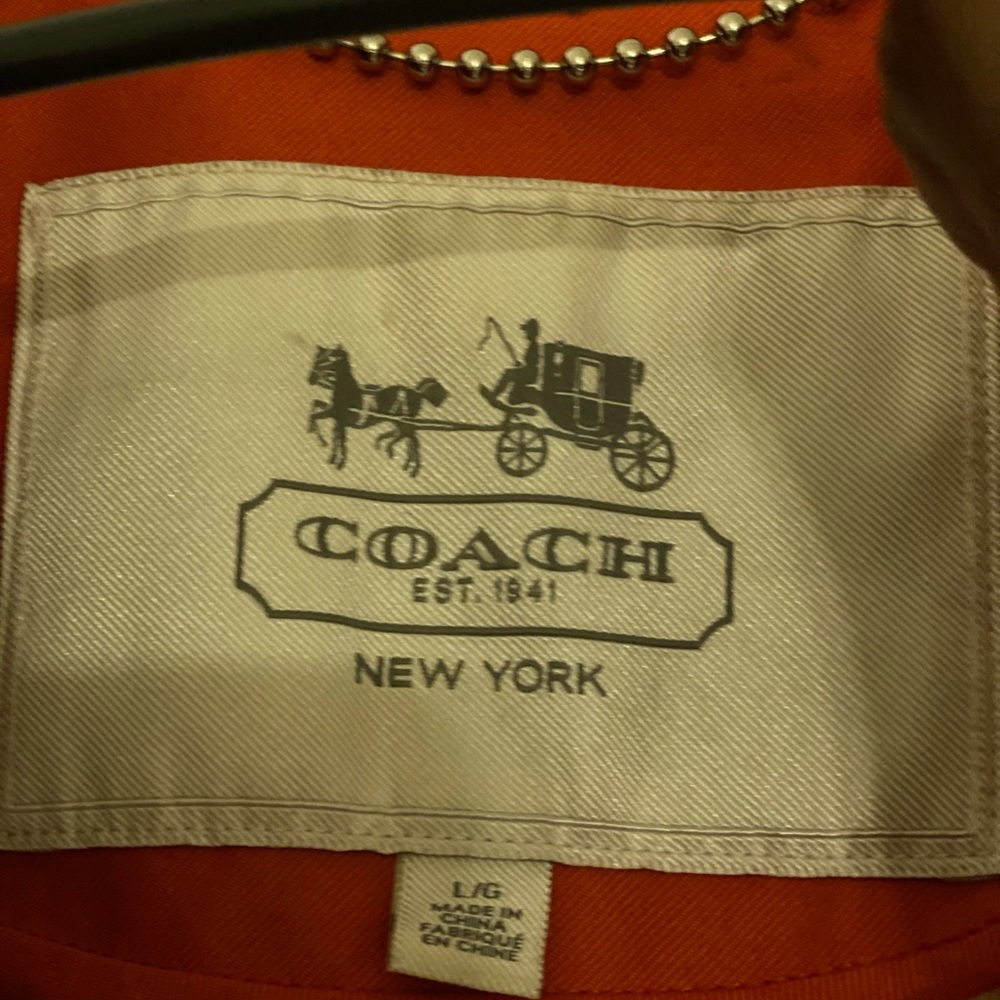 COACH
EST. 1941
NEW YORK
L/G
MADE IN
CHINA
FABRIQUÉ
EN CHINE